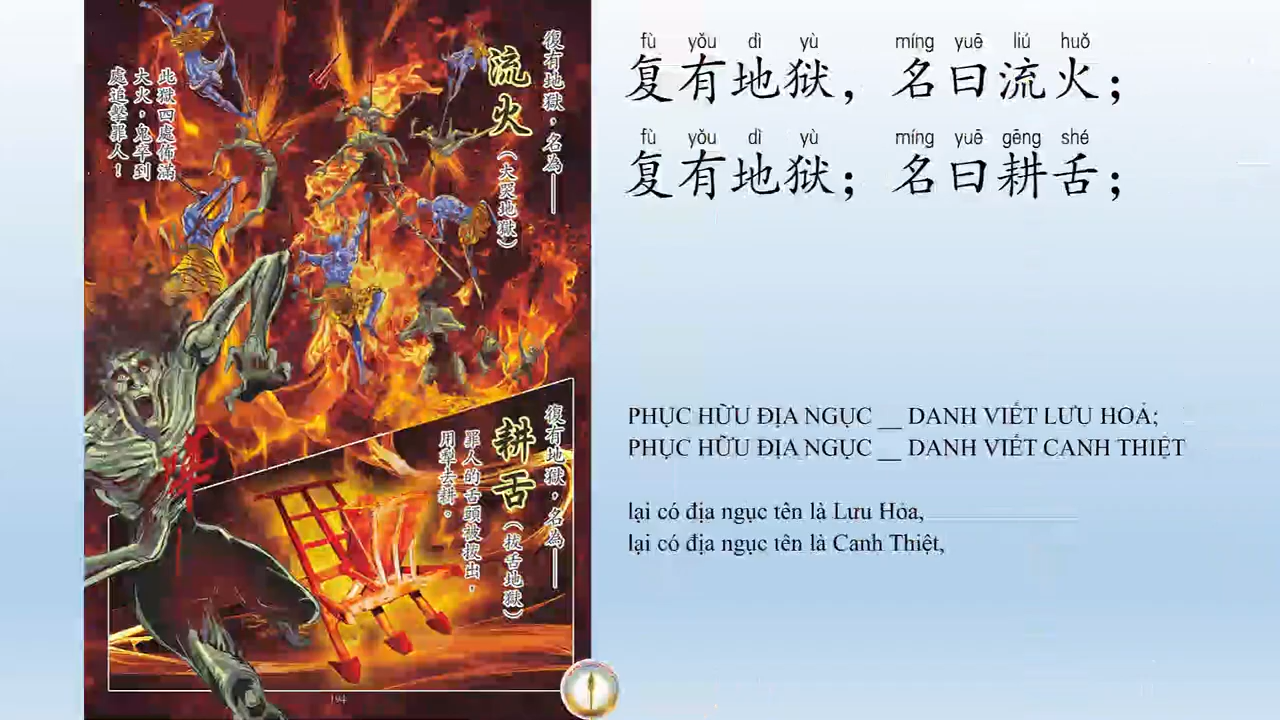 復有地獄，名為——
流火
（大哭地獄）
此獄四處佈滿
大火，鬼卒到
處追擊罪人！
復有地獄，名為——
耕舌
（拔舌地獄）
罪人的舌頭被拔出，
用犁去耕。
194
fù yǒu dì yù míng yuē liú huǒ
复有地狱，名曰流火；
fù yǒu dì yù míng yuē gēng shé
复有地狱；名曰耕舌；
PHỤC HỮU ĐỊA NGỤC __ DANH VIẾT LƯU HOẢ;
PHỤC HỮU ĐỊA NGỤC __ DANH VIẾT CANH THIỆT
lại có địa ngục tên là Lưu Hỏa,
lại có địa ngục tên là Canh Thiệt,